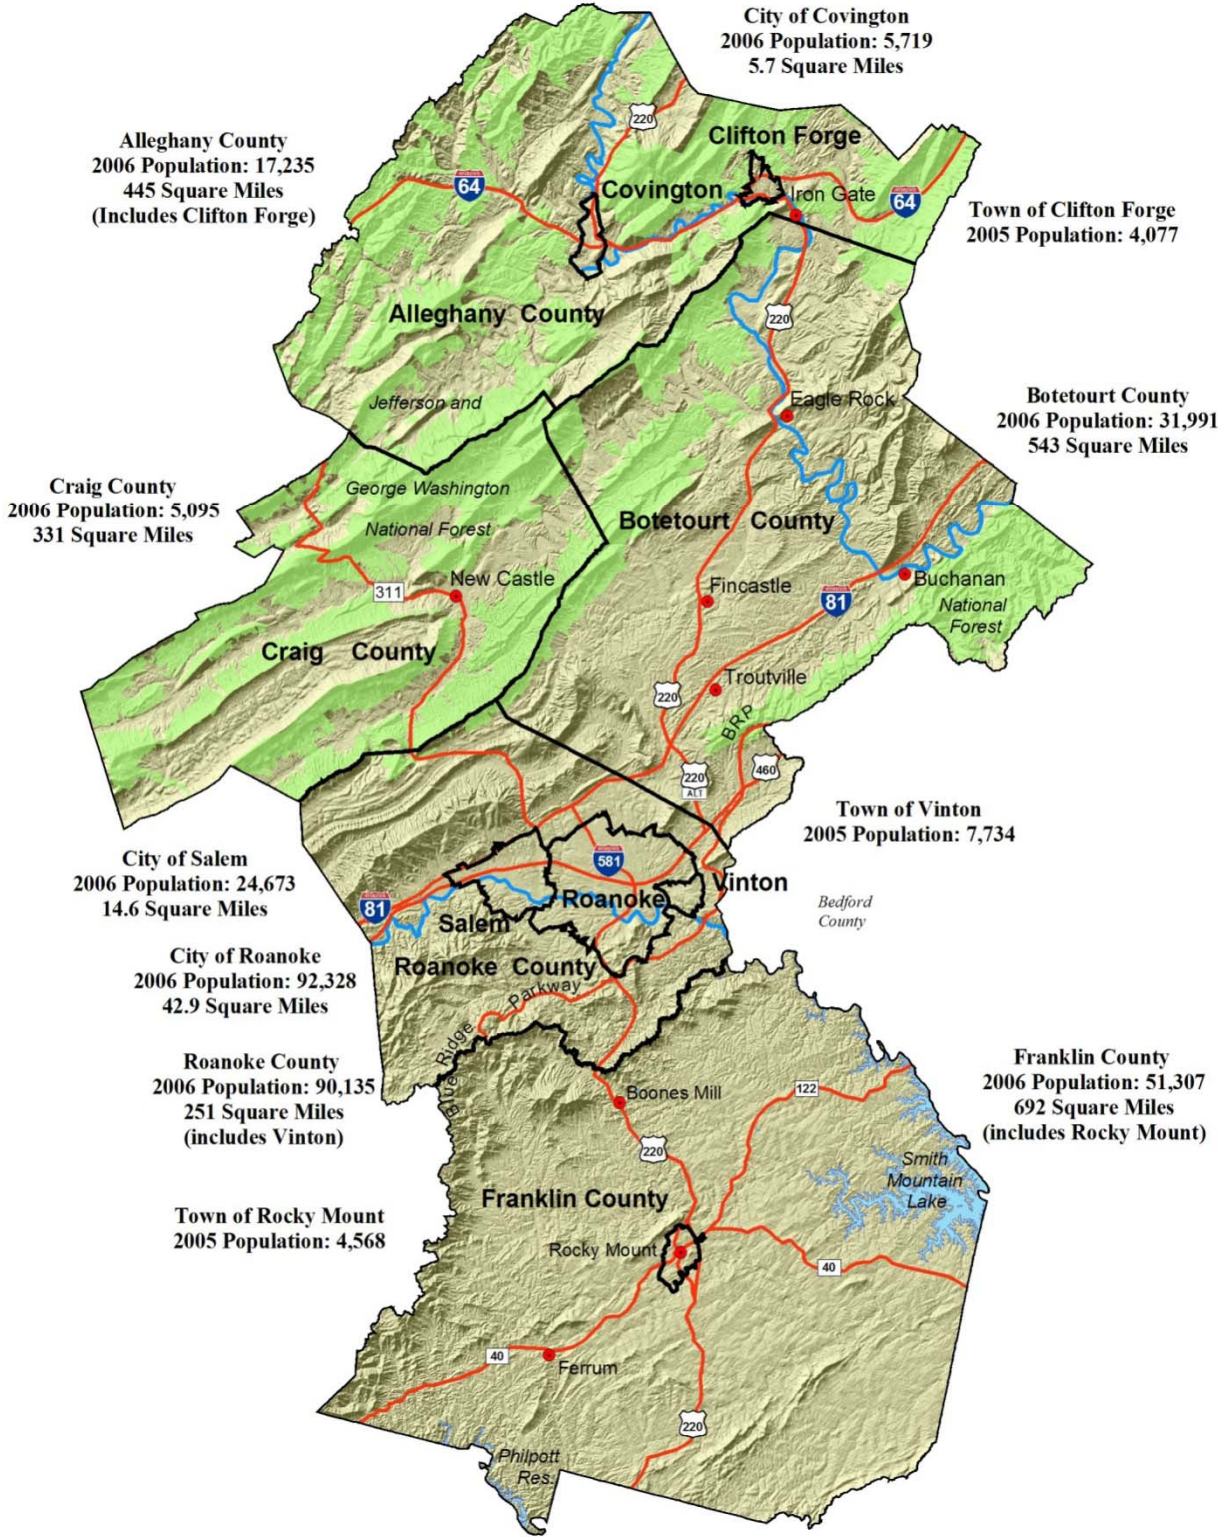 City of Covington
2006 Population: 5,719
5.7 Square Miles
Alleghany County
2006 Population: 17,235
445 Square Miles
(Includes Clifton Forge)
220
Clifton Forge
64
Covington
Iron Gate
64
Town of Clifton Forge
2005 Population: 4,077
Alleghany County
220
Jefferson and
Eagle Rock
Botetourt County
2006 Population: 31,991
543 Square Miles
Craig County
2006 Population: 5,095
331 Square Miles
George Washington
National Forest
Botetourt County
311
New Castle
Fincastle
81
Buchanan
National
Forest
Craig County
Troutville
220
BRP
220
ALT
460
Town of Vinton
2005 Population: 7,734
City of Salem
2006 Population: 24,673
14.6 Square Miles
581
Vinton
Roanoke
81
Salem
Bedford
County
City of Roanoke
2006 Population: 92,328
42.9 Square Miles
Roanoke County
Blue Ridge Parkway
Roanoke County
2006 Population: 90,135
251 Square Miles
(includes Vinton)
Franklin County
2006 Population: 51,307
692 Square Miles
(includes Rocky Mount)
Boones Mill
122
220
Smith
Mountain
Lake
Franklin County
Town of Rocky Mount
2005 Population: 4,568
Rocky Mount
40
40
Ferrum
220
Philpott
Res.